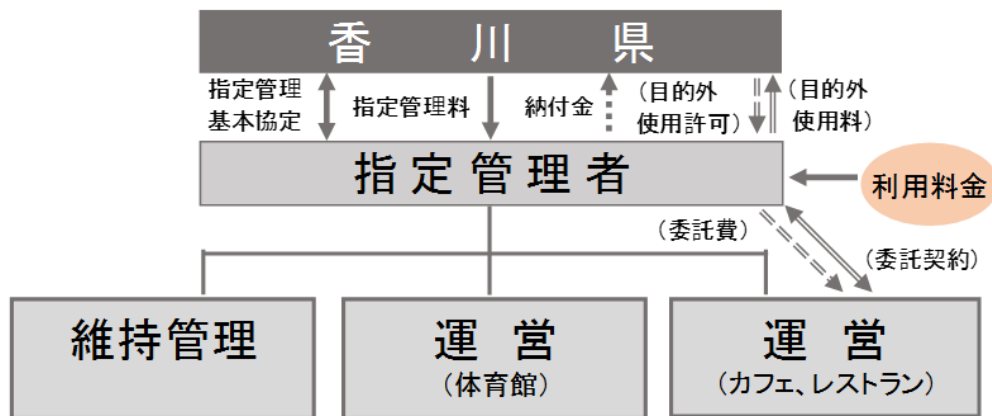 香川県
指定管理
基本協定
指定管理料
納付金
（目的外
使用許可）
（目的外
使用料）
指定管理者
利用料金
（委託費）
（委託契約）
維持管理
運営
（体育館）
運営
（カフェ、レストラン）